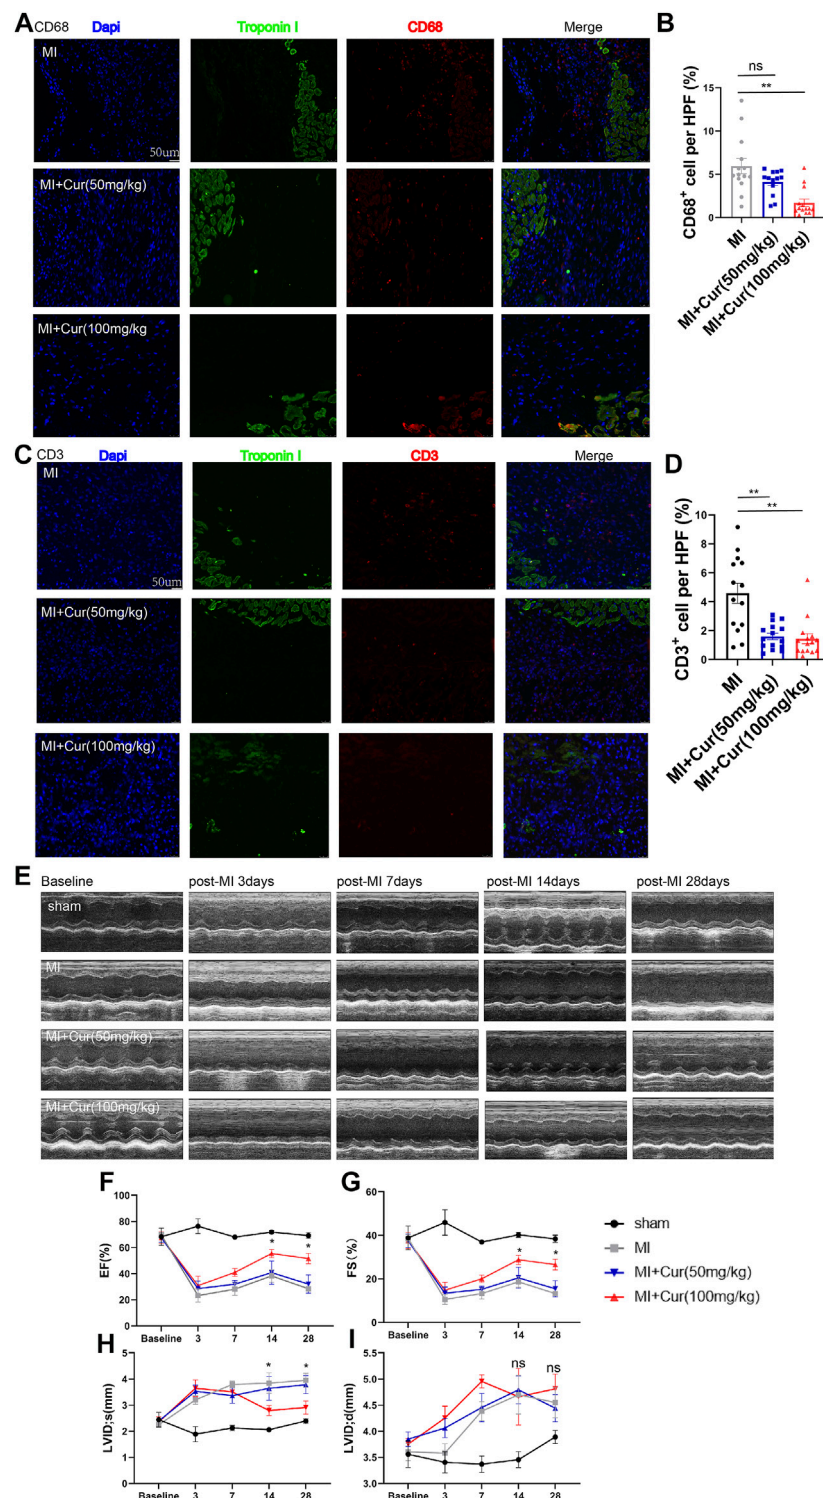 A
CD68 Dapi Troponin I CD68 Merge
MI
50um
MI+Cur(50mg/kg)
MI+Cur(100mg/kg
B
ns
**
CD68+ cell per HPF (%)
15
10
5
0
MI
MI+Cur(50mg/kg)
MI+Cur(100mg/kg)
C
CD3 Dapi Troponin I CD3 Merge
MI
50um
MI+Cur(50mg/kg)
MI+Cur(100mg/kg)
D
**
**
CD3+ cell per HPF (%)
10
8
6
4
2
0
MI
MI+Cur(50mg/kg)
MI+Cur(100mg/kg)
E
Baseline post-MI 3days post-MI 7days post-MI 14days post-MI 28days
sham
MI
MI+Cur(50mg/kg)
MI+Cur(100mg/kg)
F
EF(%)
100
80
60
40
20
0
* *
Baseline 3 7 14 28
G
FS(%)
60
40
20
0
* *
Baseline 3 7 14 28
sham
MI
MI+Cur(50mg/kg)
MI+Cur(100mg/kg)
H
LVID;s(mm)
5
4
3
2
1
0
* *
Baseline 3 7 14 28
I
LVID;d(mm)
5.5
5.0
4.5
4.0
3.5
3.0
ns ns
Baseline 3 7 14 28